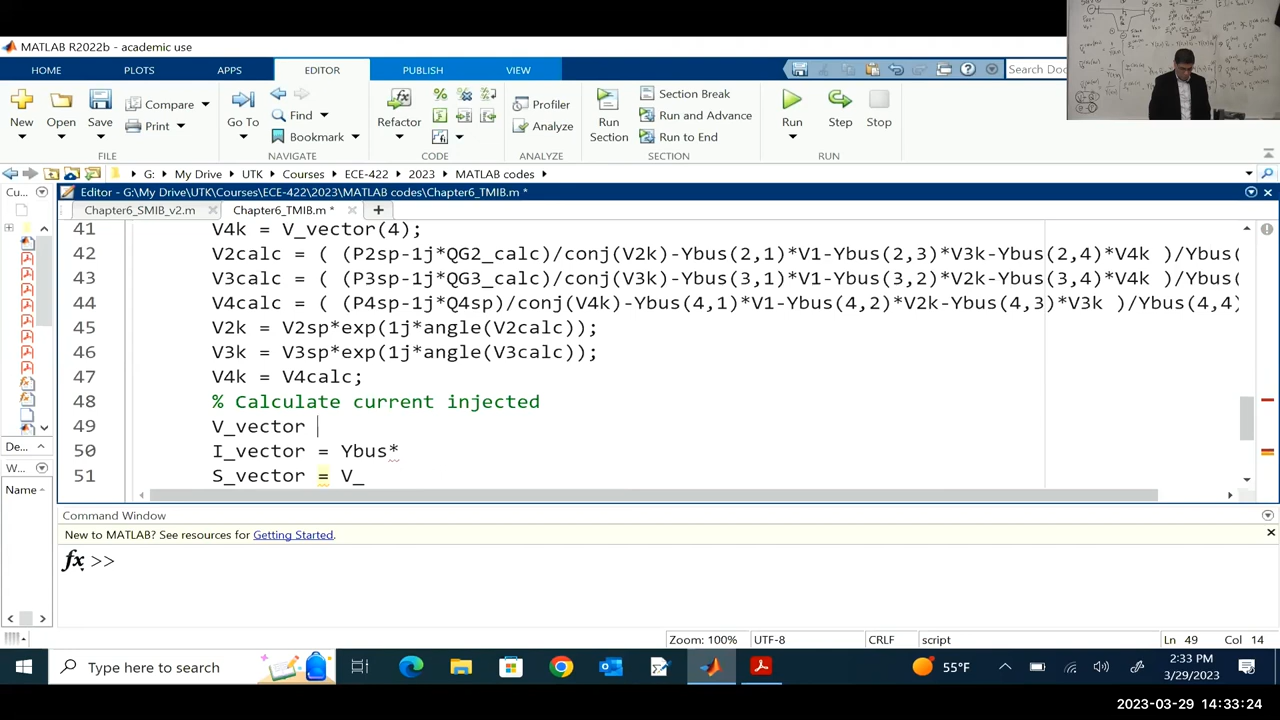 MATLAB R2022b - academic use
HOME PLOTS APPS EDITOR PUBLISH VIEW Search Doc
New Open Save Compare Print Go To Find Bookmark Refactor Profiler Analyze Run Section Section Break Run and Advance Run to End Run Step Stop
FILE NAVIGATE CODE ANALYZE SECTION RUN
G: My Drive UTK Courses ECE-422 2023 MATLAB codes
Cu... Editor - G:\My Drive\UTK\Courses\ECE-422\2023\MATLAB codes\Chapter6_TMIB.m *
Chapter6_SMIB_v2.m Chapter6_TMIB.m *
41 V4k = V_vector(4);
42 V2calc = ( (P2sp-1j*QG2_calc)/conj(V2k)-Ybus(2,1)*V1-Ybus(2,3)*V3k-Ybus(2,4)*V4k )/Ybus(
43 V3calc = ( (P3sp-1j*QG3_calc)/conj(V3k)-Ybus(3,1)*V1-Ybus(3,2)*V2k-Ybus(3,4)*V4k )/Ybus(
44 V4calc = ( (P4sp-1j*Q4sp)/conj(V4k)-Ybus(4,1)*V1-Ybus(4,2)*V2k-Ybus(4,3)*V3k )/Ybus(4,4)
45 V2k = V2sp*exp(1j*angle(V2calc));
46 V3k = V3sp*exp(1j*angle(V3calc));
47 V4k = V4calc;
48 % Calculate current injected
49 V_vector
50 I_vector = Ybus*
51 S_vector = V_
De...
W...
Name
Command Window
New to MATLAB? See resources for Getting Started.
fx >>
Zoom: 100% UTF-8 CRLF script Ln 49 Col 14
Type here to search 55°F 2:33 PM
3/29/2023
2023-03-29 14:33:24